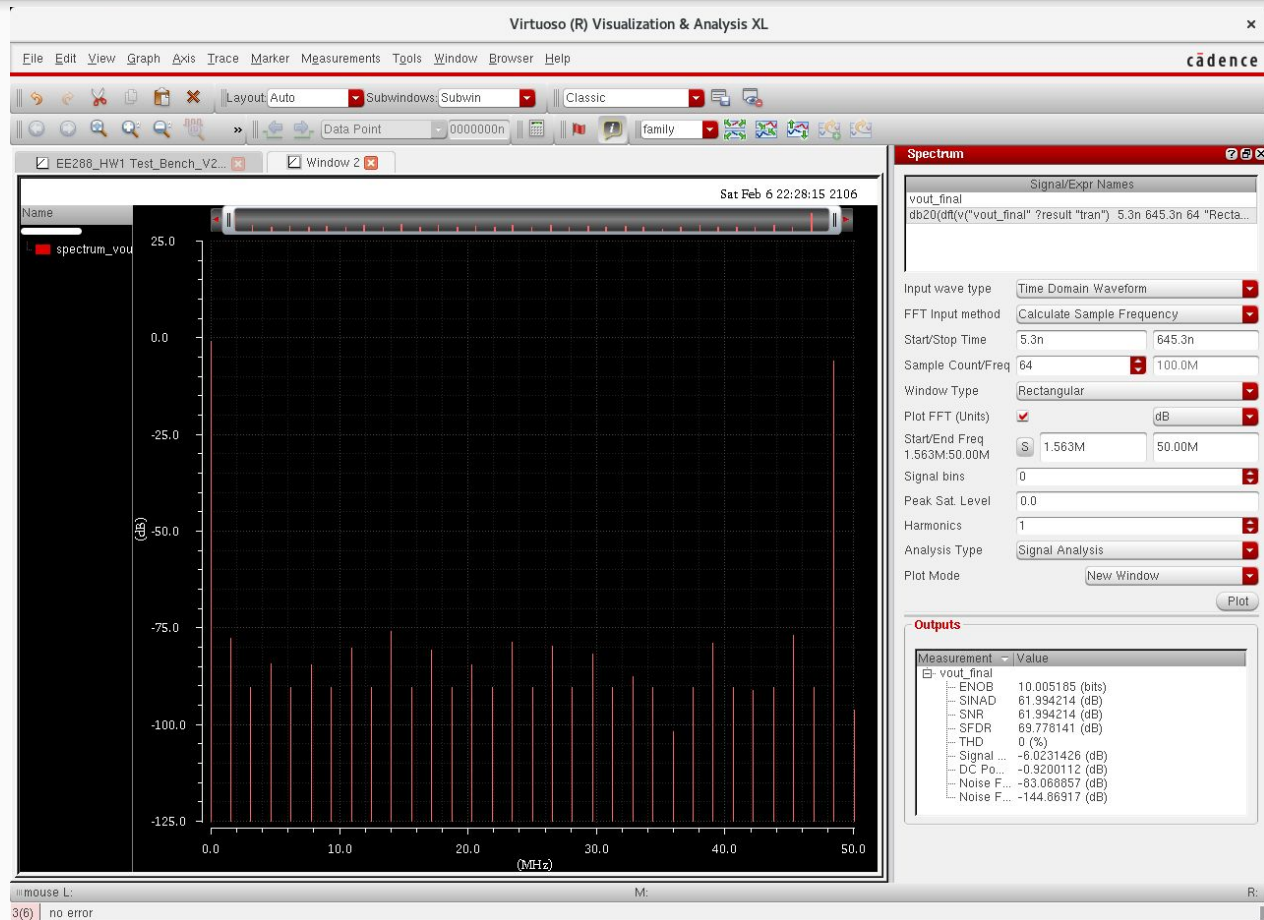 Virtuoso (R) Visualization & Analysis XL
×
File Edit View Graph Axis Trace Marker Measurements Tools Window Browser Help
cādence
Layout: Auto Subwindows: Subwin Classic
» Data Point 0000000n family
EE288_HW1 Test_Bench_V2... Window 2
Sat Feb 6 22:28:15 2106
Name
spectrum_vou
25.0
0.0
-25.0
-50.0
-75.0
-100.0
-125.0
(dB)
0.0 10.0 20.0 30.0 40.0 50.0
(MHz)
Spectrum
Signal/Expr Names
vout_final
db20(dft(v("vout_final" ?result "tran") 5.3n 645.3n 64 "Recta...
Input wave type Time Domain Waveform
FFT Input method Calculate Sample Frequency
Start/Stop Time 5.3n 645.3n
Sample Count/Freq 64 100.0M
Window Type Rectangular
Plot FFT (Units) dB
Start/End Freq
1.563M:50.00M S 1.563M 50.00M
Signal bins 0
Peak Sat. Level 0.0
Harmonics 1
Analysis Type Signal Analysis
Plot Mode New Window
Plot
Outputs
Measurement Value
vout_final
ENOB 10.005185 (bits)
SINAD 61.994214 (dB)
SNR 61.994214 (dB)
SFDR 69.778141 (dB)
THD 0 (%)
Signal ... -6.0231426 (dB)
DC Po... -0.9200112 (dB)
Noise F... -83.068857 (dB)
Noise F... -144.86917 (dB)
mouse L: M: R:
3(6) no error